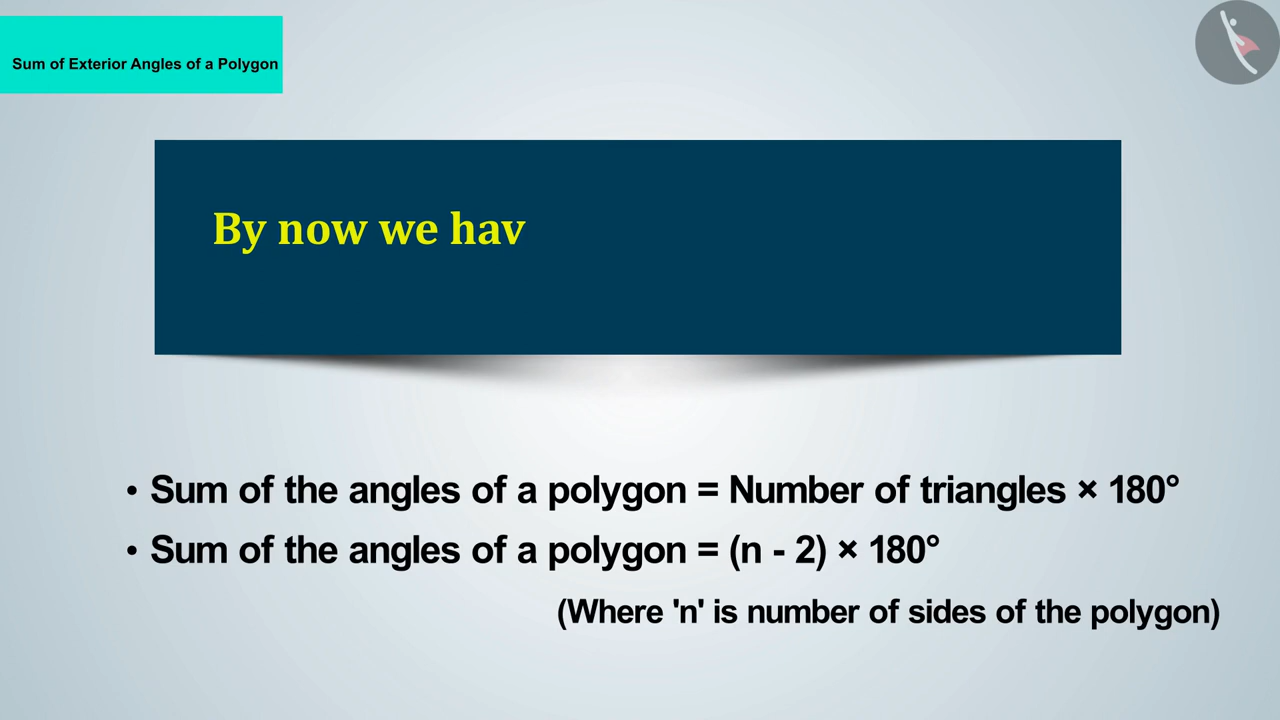 Sum of Exterior Angles of a Polygon
By now we hav
• Sum of the angles of a polygon = Number of triangles × 180°
• Sum of the angles of a polygon = (n - 2) × 180°
(Where 'n' is number of sides of the polygon)